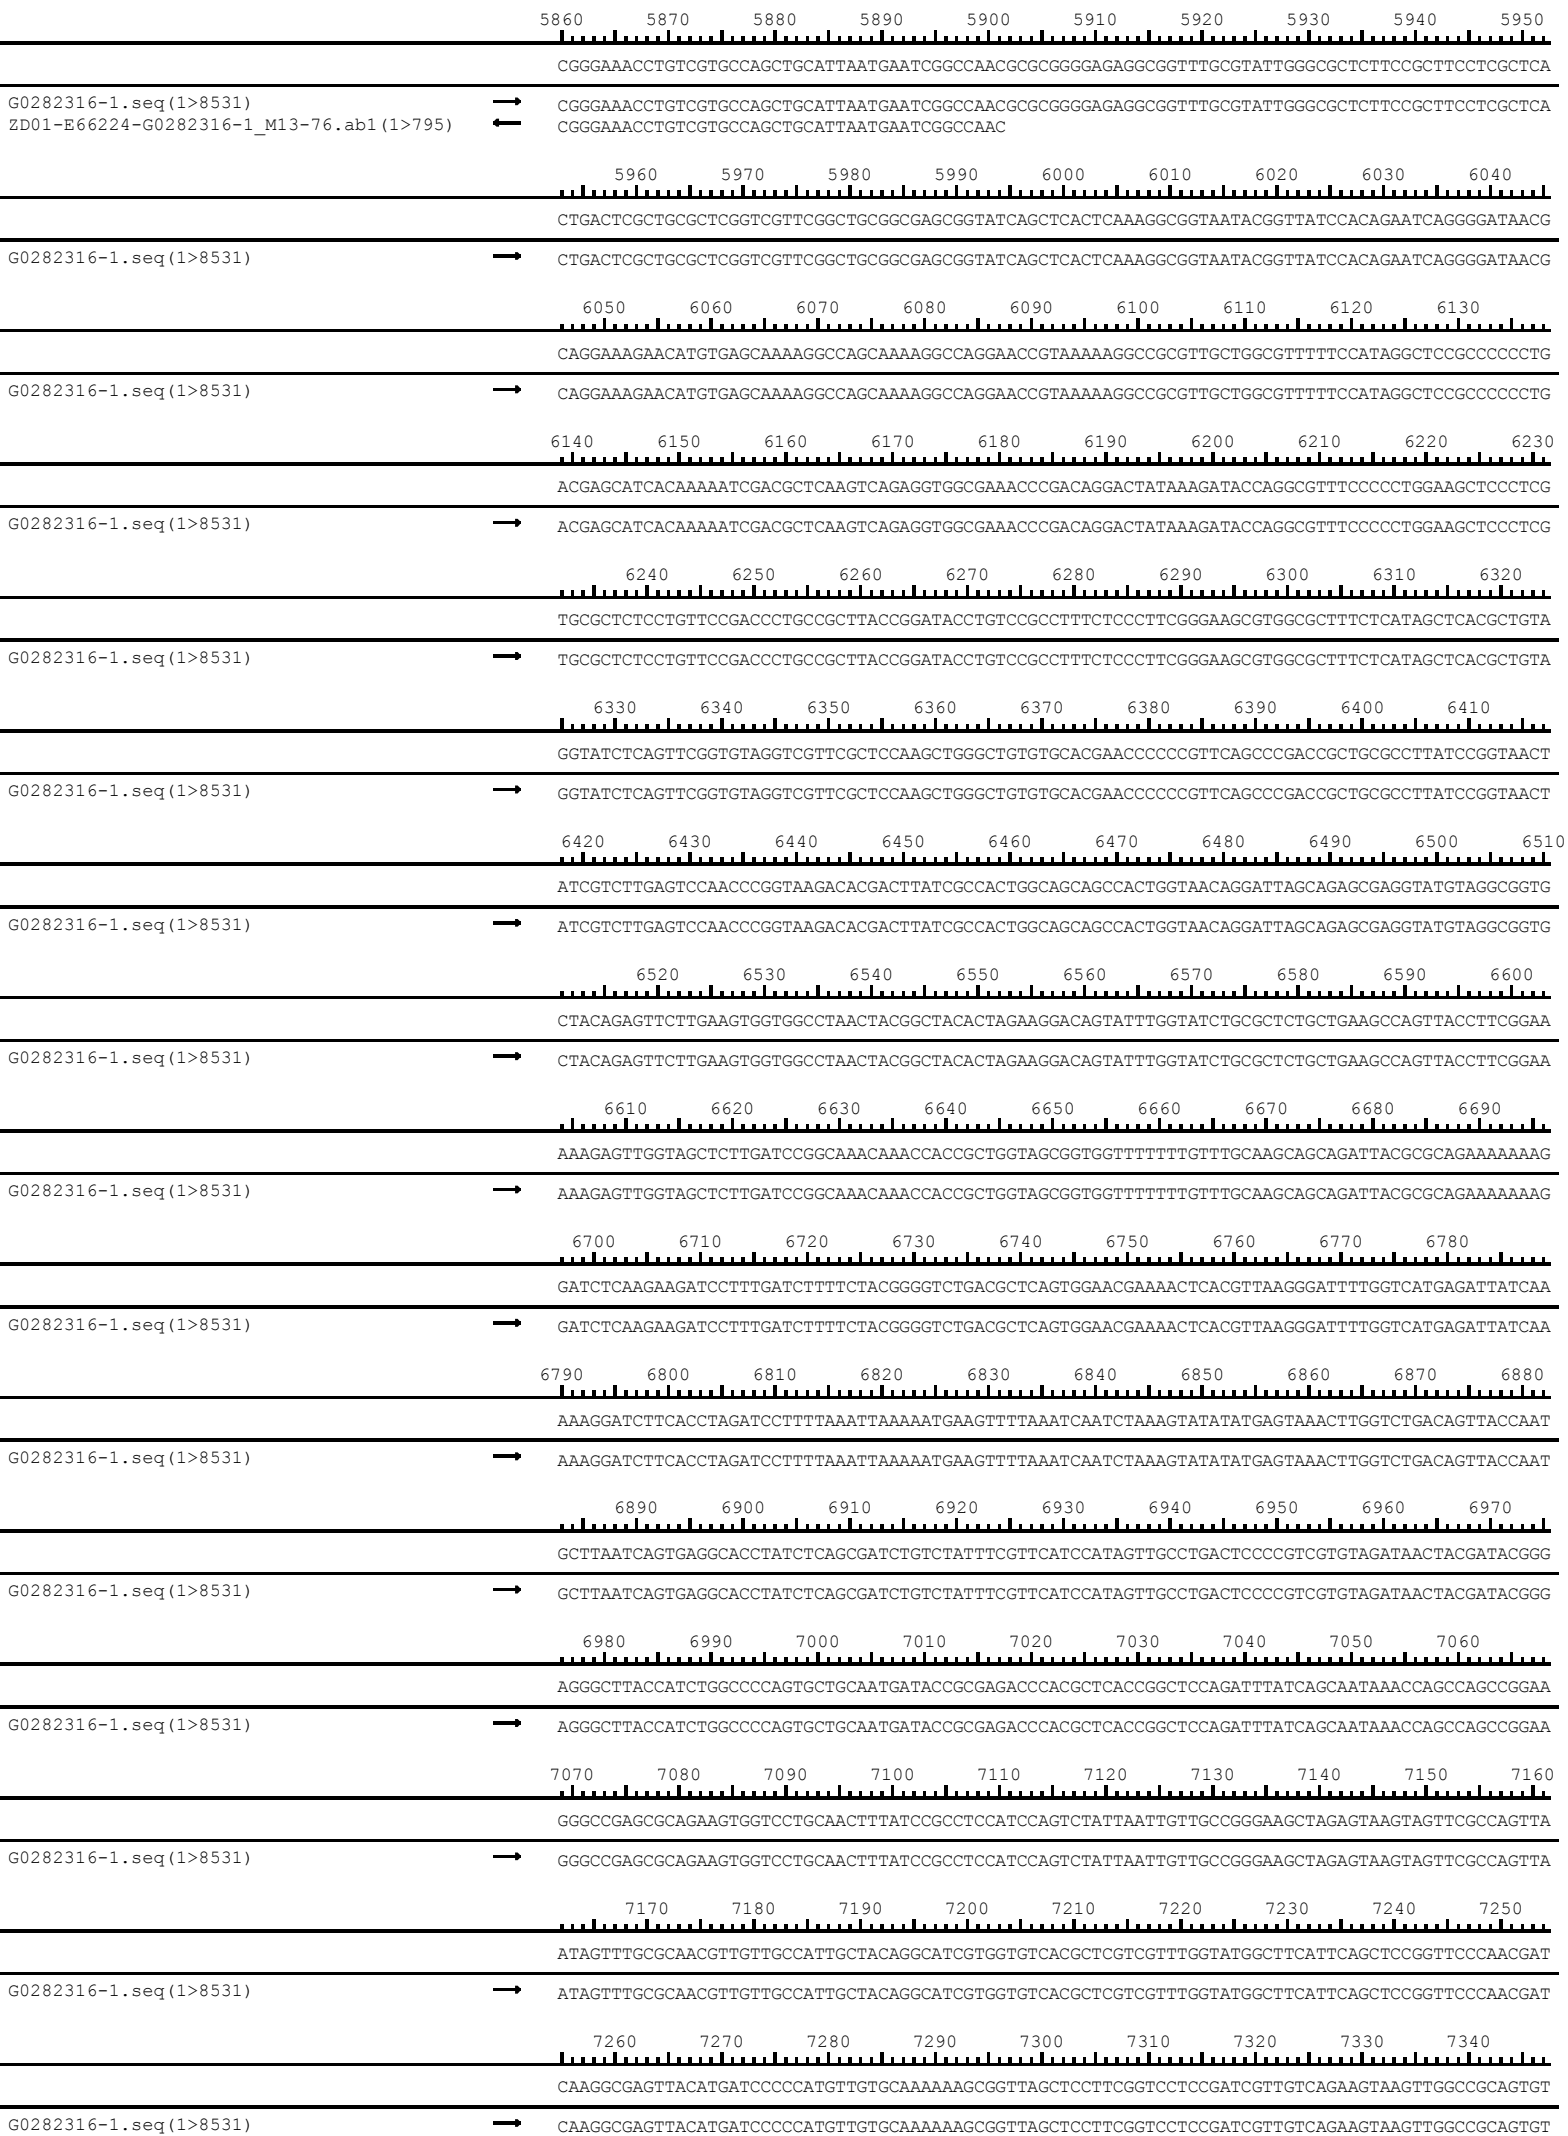 5860 5870 5880 5890 5900 5910 5920 5930 5940 5950
CGGGAAACCTGTCGTGCCAGCTGCATTAATGAATCGGCCAACGCGCGGGGAGAGGCGGTTTGCGTATTGGGCGCTCTTCCGCTTCCTCGCTCA
G0282316-1.seq(1>8531) → CGGGAAACCTGTCGTGCCAGCTGCATTAATGAATCGGCCAACGCGCGGGGAGAGGCGGTTTGCGTATTGGGCGCTCTTCCGCTTCCTCGCTCA
ZD01-E66224-G0282316-1_M13-76.ab1(1>795) ← CGGGAAACCTGTCGTGCCAGCTGCATTAATGAATCGGCCAAC
5960 5970 5980 5990 6000 6010 6020 6030 6040
CTGACTCGCTGCGCTCGGTCGTTCGGCTGCGGCGAGCGGTATCAGCTCACTCAAAGGCGGTAATACGGTTATCCACAGAATCAGGGGATAACG
G0282316-1.seq(1>8531) → CTGACTCGCTGCGCTCGGTCGTTCGGCTGCGGCGAGCGGTATCAGCTCACTCAAAGGCGGTAATACGGTTATCCACAGAATCAGGGGATAACG
6050 6060 6070 6080 6090 6100 6110 6120 6130
CAGGAAAGAACATGTGAGCAAAAGGCCAGCAAAAGGCCAGGAACCGTAAAAAGGCCGCGTTGCTGGCGTTTTTCCATAGGCTCCGCCCCCCTG
G0282316-1.seq(1>8531) → CAGGAAAGAACATGTGAGCAAAAGGCCAGCAAAAGGCCAGGAACCGTAAAAAGGCCGCGTTGCTGGCGTTTTTCCATAGGCTCCGCCCCCCTG
6140 6150 6160 6170 6180 6190 6200 6210 6220 6230
ACGAGCATCACAAAAATCGACGCTCAAGTCAGAGGTGGCGAAACCCGACAGGACTATAAAGATACCAGGCGTTTCCCCCTGGAAGCTCCCTCG
G0282316-1.seq(1>8531) → ACGAGCATCACAAAAATCGACGCTCAAGTCAGAGGTGGCGAAACCCGACAGGACTATAAAGATACCAGGCGTTTCCCCCTGGAAGCTCCCTCG
6240 6250 6260 6270 6280 6290 6300 6310 6320
TGCGCTCTCCTGTTCCGACCCTGCCGCTTACCGGATACCTGTCCGCCTTTCTCCCTTCGGGAAGCGTGGCGCTTTCTCATAGCTCACGCTGTA
G0282316-1.seq(1>8531) → TGCGCTCTCCTGTTCCGACCCTGCCGCTTACCGGATACCTGTCCGCCTTTCTCCCTTCGGGAAGCGTGGCGCTTTCTCATAGCTCACGCTGTA
6330 6340 6350 6360 6370 6380 6390 6400 6410
GGTATCTCAGTTCGGTGTAGGTCGTTCGCTCCAAGCTGGGCTGTGTGCACGAACCCCCCGTTCAGCCCGACCGCTGCGCCTTATCCGGTAACT
G0282316-1.seq(1>8531) → GGTATCTCAGTTCGGTGTAGGTCGTTCGCTCCAAGCTGGGCTGTGTGCACGAACCCCCCGTTCAGCCCGACCGCTGCGCCTTATCCGGTAACT
6420 6430 6440 6450 6460 6470 6480 6490 6500 6510
ATCGTCTTGAGTCCAACCCGGTAAGACACGACTTATCGCCACTGGCAGCAGCCACTGGTAACAGGATTAGCAGAGCGAGGTATGTAGGCGGTG
G0282316-1.seq(1>8531) → ATCGTCTTGAGTCCAACCCGGTAAGACACGACTTATCGCCACTGGCAGCAGCCACTGGTAACAGGATTAGCAGAGCGAGGTATGTAGGCGGTG
6520 6530 6540 6550 6560 6570 6580 6590 6600
CTACAGAGTTCTTGAAGTGGTGGCCTAACTACGGCTACACTAGAAGGACAGTATTTGGTATCTGCGCTCTGCTGAAGCCAGTTACCTTCGGAA
G0282316-1.seq(1>8531) → CTACAGAGTTCTTGAAGTGGTGGCCTAACTACGGCTACACTAGAAGGACAGTATTTGGTATCTGCGCTCTGCTGAAGCCAGTTACCTTCGGAA
6610 6620 6630 6640 6650 6660 6670 6680 6690
AAAGAGTTGGTAGCTCTTGATCCGGCAAACAAACCACCGCTGGTAGCGGTGGTTTTTTTGTTTGCAAGCAGCAGATTACGCGCAGAAAAAAAG
G0282316-1.seq(1>8531) → AAAGAGTTGGTAGCTCTTGATCCGGCAAACAAACCACCGCTGGTAGCGGTGGTTTTTTTGTTTGCAAGCAGCAGATTACGCGCAGAAAAAAAG
6700 6710 6720 6730 6740 6750 6760 6770 6780
GATCTCAAGAAGATCCTTTGATCTTTTCTACGGGGTCTGACGCTCAGTGGAACGAAAACTCACGTTAAGGGATTTTGGTCATGAGATTATCAA
G0282316-1.seq(1>8531) → GATCTCAAGAAGATCCTTTGATCTTTTCTACGGGGTCTGACGCTCAGTGGAACGAAAACTCACGTTAAGGGATTTTGGTCATGAGATTATCAA
6790 6800 6810 6820 6830 6840 6850 6860 6870 6880
AAAGGATCTTCACCTAGATCCTTTTAAATTAAAAATGAAGTTTTAAATCAATCTAAAGTATATATGAGTAAACTTGGTCTGACAGTTACCAAT
G0282316-1.seq(1>8531) → AAAGGATCTTCACCTAGATCCTTTTAAATTAAAAATGAAGTTTTAAATCAATCTAAAGTATATATGAGTAAACTTGGTCTGACAGTTACCAAT
6890 6900 6910 6920 6930 6940 6950 6960 6970
GCTTAATCAGTGAGGCACCTATCTCAGCGATCTGTCTATTTCGTTCATCCATAGTTGCCTGACTCCCCGTCGTGTAGATAACTACGATACGGG
G0282316-1.seq(1>8531) → GCTTAATCAGTGAGGCACCTATCTCAGCGATCTGTCTATTTCGTTCATCCATAGTTGCCTGACTCCCCGTCGTGTAGATAACTACGATACGGG
6980 6990 7000 7010 7020 7030 7040 7050 7060
AGGGCTTACCATCTGGCCCCAGTGCTGCAATGATACCGCGAGACCCACGCTCACCGGCTCCAGATTTATCAGCAATAAACCAGCCAGCCGGAA
G0282316-1.seq(1>8531) → AGGGCTTACCATCTGGCCCCAGTGCTGCAATGATACCGCGAGACCCACGCTCACCGGCTCCAGATTTATCAGCAATAAACCAGCCAGCCGGAA
7070 7080 7090 7100 7110 7120 7130 7140 7150 7160
GGGCCGAGCGCAGAAGTGGTCCTGCAACTTTATCCGCCTCCATCCAGTCTATTAATTGTTGCCGGGAAGCTAGAGTAAGTAGTTCGCCAGTTA
G0282316-1.seq(1>8531) → GGGCCGAGCGCAGAAGTGGTCCTGCAACTTTATCCGCCTCCATCCAGTCTATTAATTGTTGCCGGGAAGCTAGAGTAAGTAGTTCGCCAGTTA
7170 7180 7190 7200 7210 7220 7230 7240 7250
ATAGTTTGCGCAACGTTGTTGCCATTGCTACAGGCATCGTGGTGTCACGCTCGTCGTTTGGTATGGCTTCATTCAGCTCCGGTTCCCAACGAT
G0282316-1.seq(1>8531) → ATAGTTTGCGCAACGTTGTTGCCATTGCTACAGGCATCGTGGTGTCACGCTCGTCGTTTGGTATGGCTTCATTCAGCTCCGGTTCCCAACGAT
7260 7270 7280 7290 7300 7310 7320 7330 7340
CAAGGCGAGTTACATGATCCCCCATGTTGTGCAAAAAAGCGGTTAGCTCCTTCGGTCCTCCGATCGTTGTCAGAAGTAAGTTGGCCGCAGTGT
G0282316-1.seq(1>8531) → CAAGGCGAGTTACATGATCCCCCATGTTGTGCAAAAAAGCGGTTAGCTCCTTCGGTCCTCCGATCGTTGTCAGAAGTAAGTTGGCCGCAGTGT